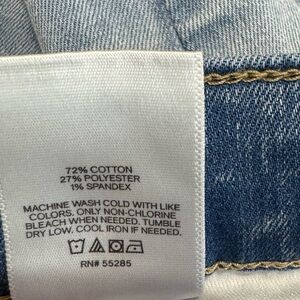 72% COTTON
27% POLYESTER
1% SPANDEX
MACHINE WASH COLD WITH LIKE
COLORS. ONLY NON-CHLORINE
BLEACH WHEN NEEDED. TUMBLE
DRY LOW. COOL IRON IF NEEDED.
RN# 55285